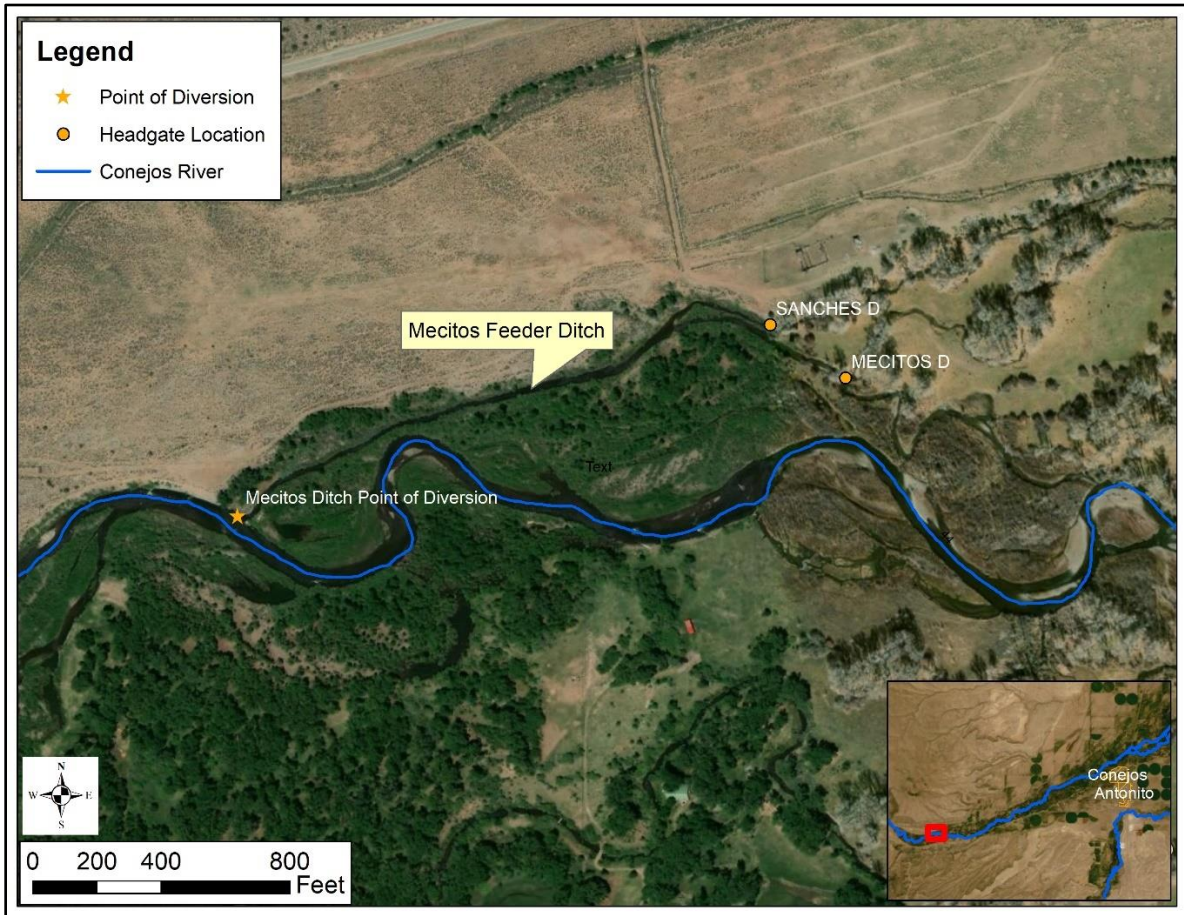 Legend
Point of Diversion
Headgate Location
Conejos River
SANCHES D
Mecitos Feeder Ditch
MECITOS D
Text
Mecitos Ditch Point of Diversion
N
W E
S
0 200 400 800
Feet
Conejos
Antonito